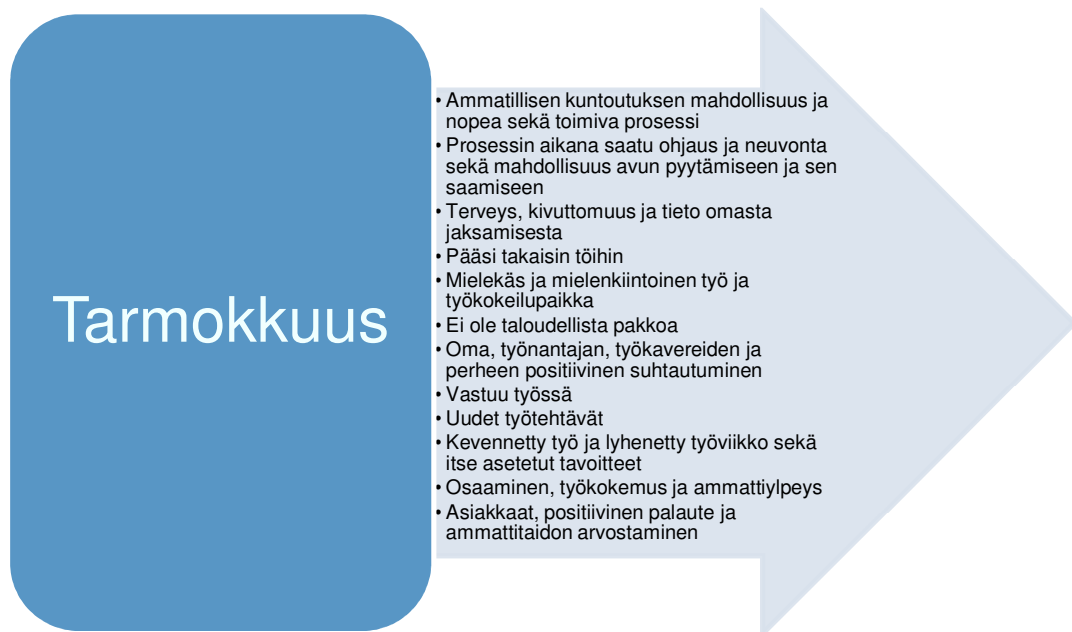 Tarmokkuus
• Ammatillisen kuntoutuksen mahdollisuus ja
nopea sekä toimiva prosessi
• Prosessin aikana saatu ohjaus ja neuvonta
sekä mahdollisuus avun pyytämiseen ja sen
saamiseen
• Terveys, kivuttomuus ja tieto omasta
jaksamisesta
• Pääsi takaisin töihin
• Mielekäs ja mielenkiintoinen työ ja
työkokeilupaikka
• Ei ole taloudellista pakkoa
• Oma, työnantajan, työkavereiden ja
perheen positiivinen suhtautuminen
• Vastuu työssä
• Uudet työtehtävät
• Kevennetty työ ja lyhenetty työviikko sekä
itse asetetut tavoitteet
• Osaaminen, työkokemus ja ammattiylpeys
• Asiakkaat, positiivinen palaute ja
ammattitaidon arvostaminen